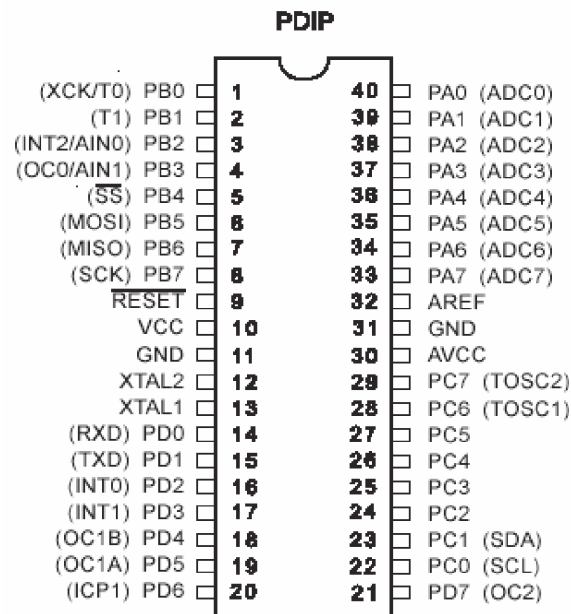 PDIP
(XCK/T0) PB0 1 40 PA0 (ADC0)
(T1) PB1 2 39 PA1 (ADC1)
(INT2/AIN0) PB2 3 38 PA2 (ADC2)
(OC0/AIN1) PB3 4 37 PA3 (ADC3)
(SS) PB4 5 36 PA4 (ADC4)
(MOSI) PB5 6 35 PA5 (ADC5)
(MISO) PB6 7 34 PA6 (ADC6)
(SCK) PB7 8 33 PA7 (ADC7)
RESET 9 32 AREF
VCC 10 31 GND
GND 11 30 AVCC
XTAL2 12 29 PC7 (TOSC2)
XTAL1 13 28 PC6 (TOSC1)
(RXD) PD0 14 27 PC5
(TXD) PD1 15 26 PC4
(INT0) PD2 16 25 PC3
(INT1) PD3 17 24 PC2
(OC1B) PD4 18 23 PC1 (SDA)
(OC1A) PD5 19 22 PC0 (SCL)
(ICP1) PD6 20 21 PD7 (OC2)